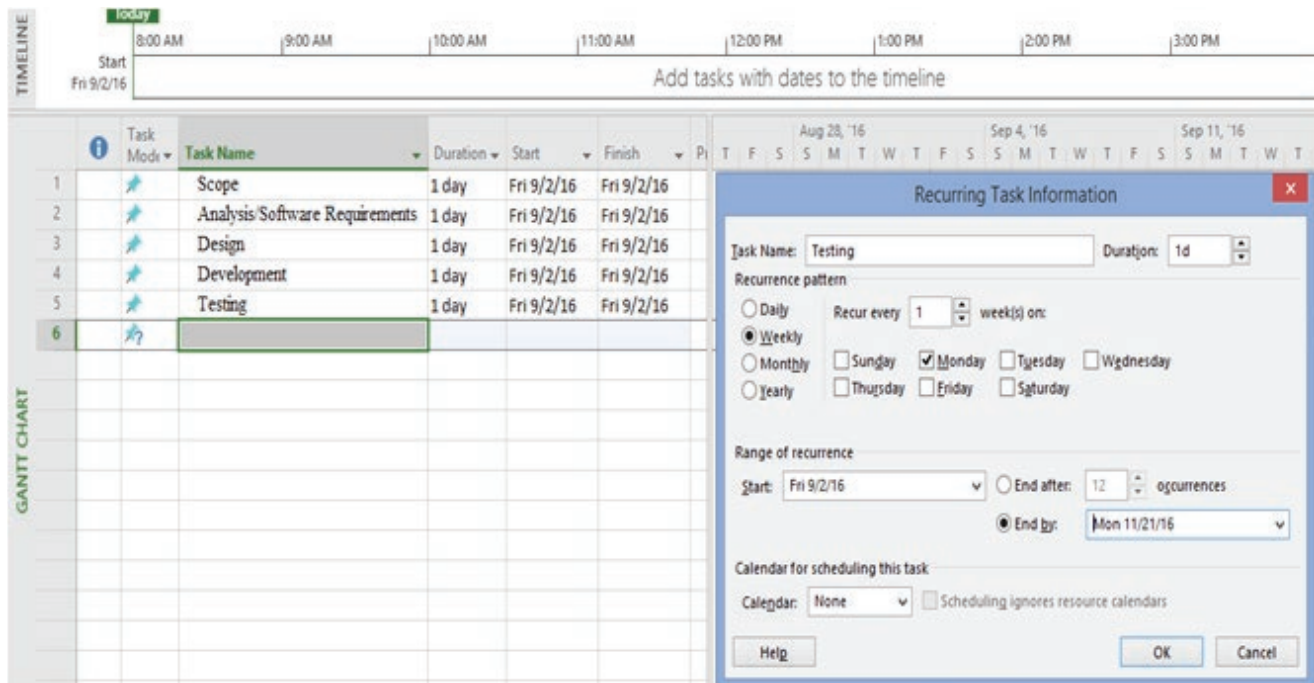 Today
8:00 AM 9:00 AM 10:00 AM 11:00 AM 12:00 PM 1:00 PM 2:00 PM 3:00 PM
TIMELINE
Start
Fri 9/2/16
Add tasks with dates to the timeline
Task Mode Task Name Duration Start Finish
Aug 28, '16 Sep 4, '16 Sep 11, '16
T F S S M T W T F S S M T W T F S S M T W T
1 Scope 1 day Fri 9/2/16 Fri 9/2/16
2 Analysis/Software Requirements 1 day Fri 9/2/16 Fri 9/2/16
3 Design 1 day Fri 9/2/16 Fri 9/2/16
4 Development 1 day Fri 9/2/16 Fri 9/2/16
5 Testing 1 day Fri 9/2/16 Fri 9/2/16
6
GANTT CHART
Recurring Task Information
Task Name: Testing Duration: 1d
Recurrence pattern
Daily Recur every 1 week(s) on:
Weekly
Monthly Sunday Monday Tuesday Wednesday
Yearly Thursday Friday Saturday
Range of recurrence
Start: Fri 9/2/16 End after: 12 occurrences
End by: Mon 11/21/16
Calendar for scheduling this task
Calendar: None Scheduling ignores resource calendars
Help OK Cancel